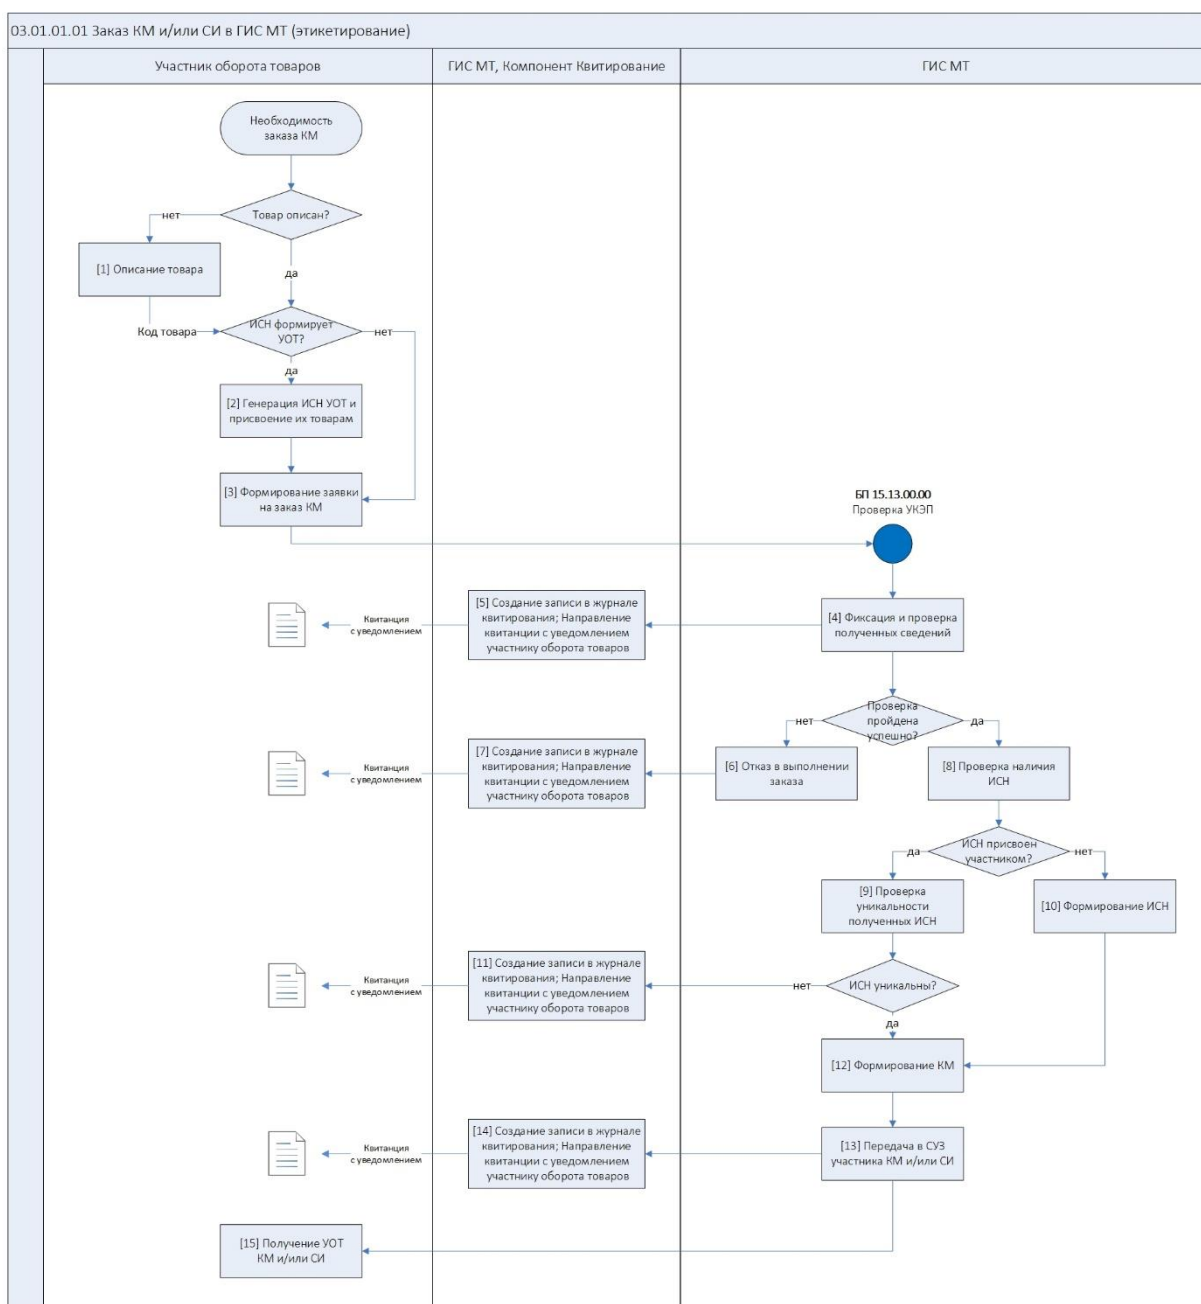 03.01.01.01 Заказ КМ и/или СИ в ГИС МТ (этикетирование)
Участник оборота товаров
ГИС МТ, Компонент Квитирование
ГИС МТ
Необходимость
заказа КМ
Товар описан?
нет
да
[1] Описание товара
Код товара
ИСН формирует
УОТ?
нет
да
[2] Генерация ИСН УОТ и
присвоение их товарам
[3] Формирование заявки
на заказ КМ
БП 15.13.00.00
Проверка УКЭП
[4] Фиксация и проверка
полученных сведений
[5] Создание записи в журнале
квитирования; Направление
квитанции с уведомлением
участнику оборота товаров
Квитанция
с уведомлением
Проверка
пройдена
успешно?
нет
да
[6] Отказ в выполнении
заказа
[7] Создание записи в журнале
квитирования; Направление
квитанции с уведомлением
участнику оборота товаров
Квитанция
с уведомлением
[8] Проверка наличия
ИСН
ИСН присвоен
участником?
да
нет
[9] Проверка
уникальности
полученных ИСН
[10] Формирование ИСН
ИСН уникальны?
нет
да
[11] Создание записи в журнале
квитирования; Направление
квитанции с уведомлением
участнику оборота товаров
Квитанция
с уведомлением
[12] Формирование КМ
[13] Передача в СУЗ
участника КМ и/или СИ
[14] Создание записи в журнале
квитирования; Направление
квитанции с уведомлением
участнику оборота товаров
Квитанция
с уведомлением
[15] Получение УОТ
КМ и/или СИ